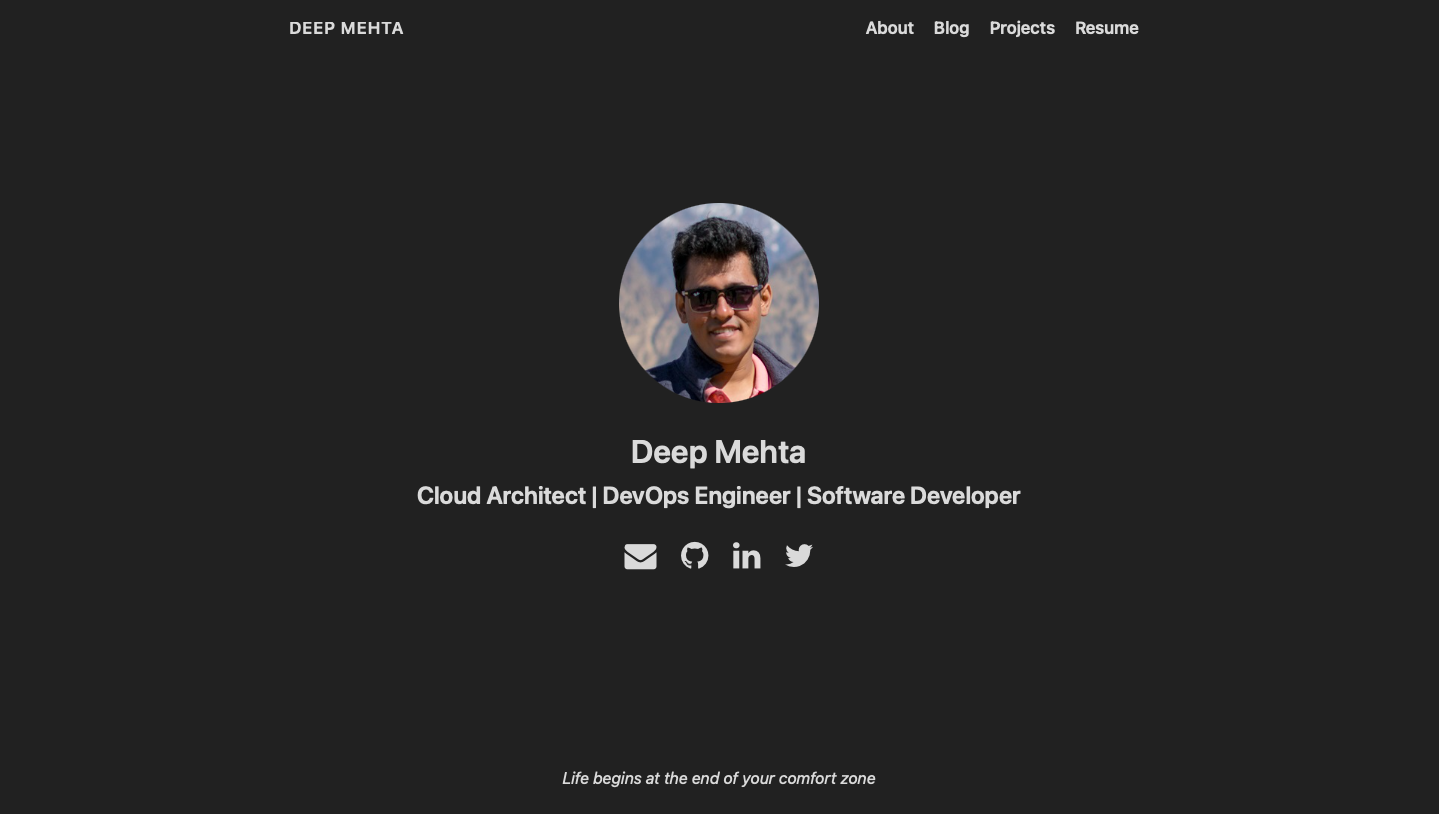 DEEP MEHTA
About Blog Projects Resume
Deep Mehta
Cloud Architect | DevOps Engineer | Software Developer
Life begins at the end of your comfort zone